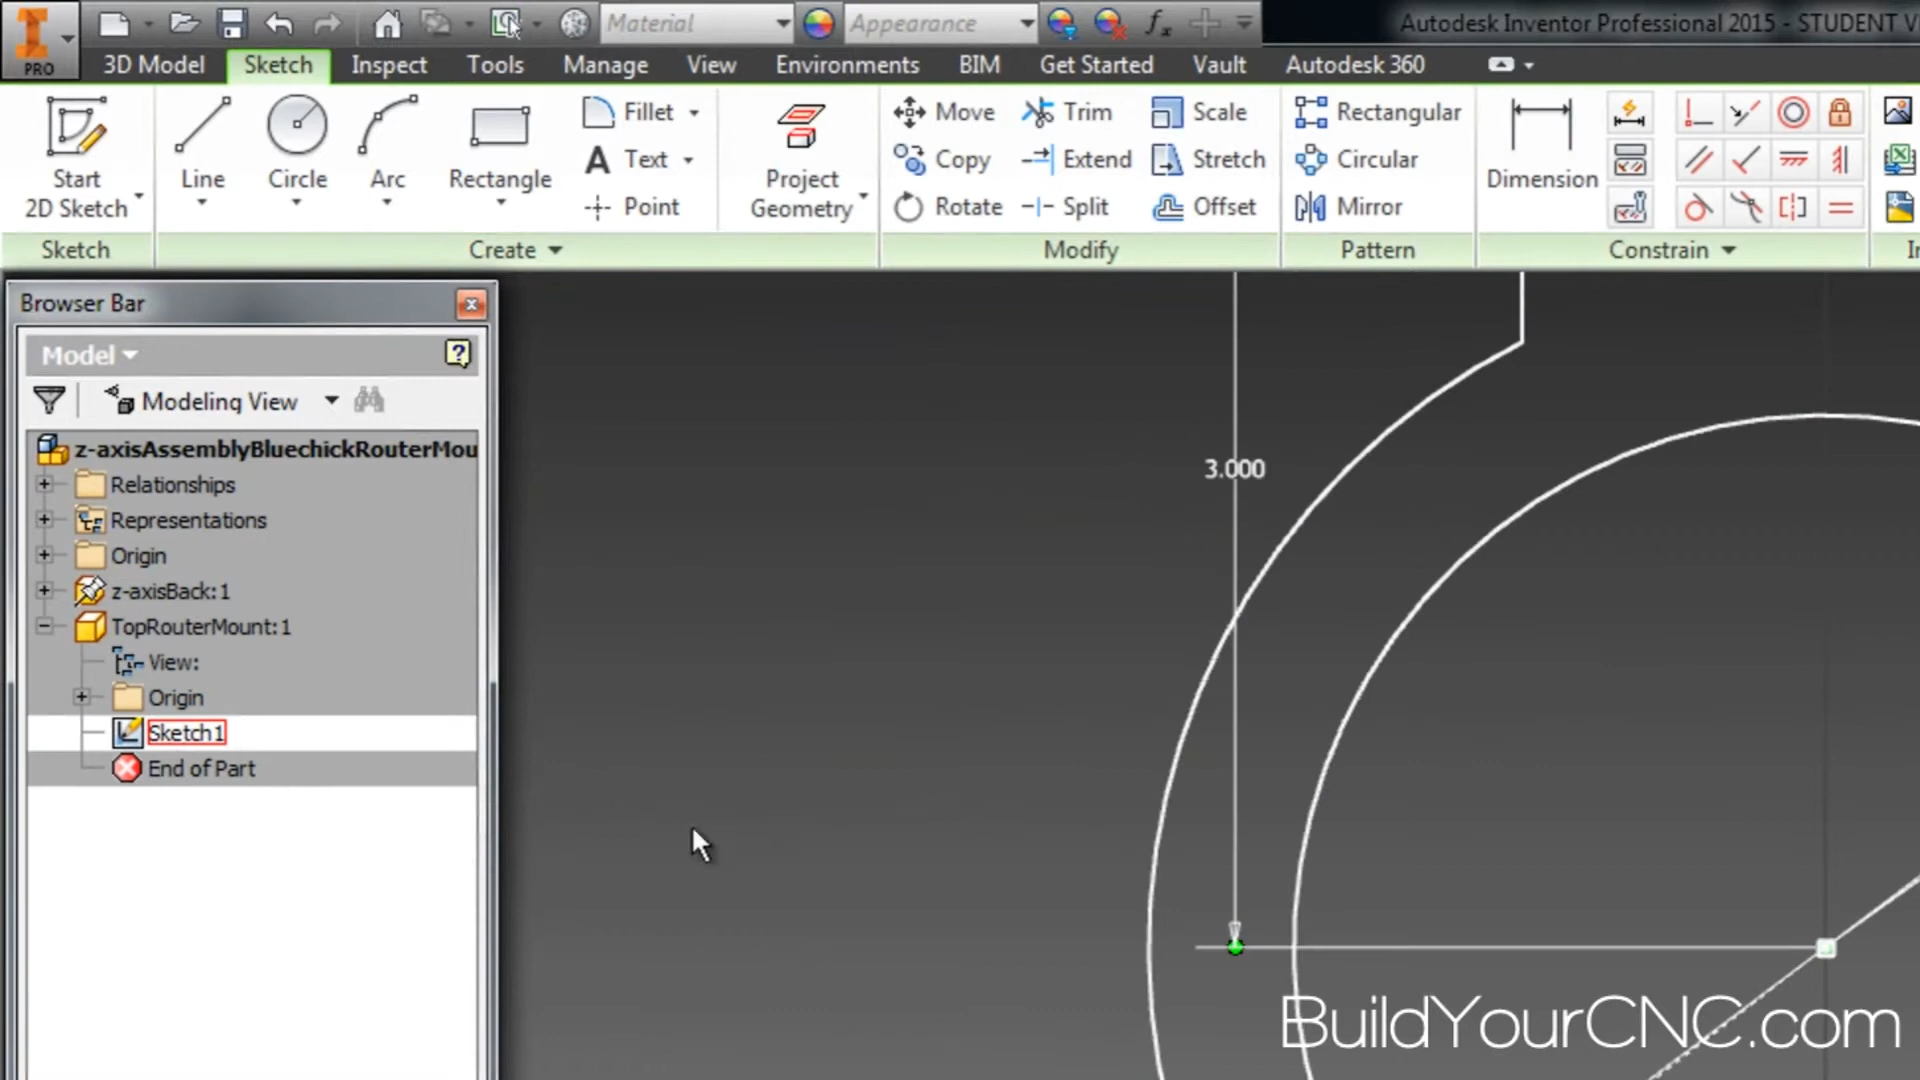 Material
Appearance
fx
Autodesk Inventor Professional 2015 - STUDENT V
PRO
3D Model
Sketch
Inspect
Tools
Manage
View
Environments
BIM
Get Started
Vault
Autodesk 360
Start
2D Sketch
Line
Circle
Arc
Rectangle
Fillet
A Text
Point
Project
Geometry
Move
Copy
Rotate
Trim
Extend
Split
Scale
Stretch
Offset
Rectangular
Circular
Mirror
Dimension
Sketch
Create
Modify
Pattern
Constrain
Browser Bar
Model
?
Modeling View
z-axisAssemblyBluechickRouterMou
Relationships
Representations
Origin
z-axisBack:1
TopRouterMount:1
View:
Origin
Sketch1
End of Part
3.000
BuildYourCNC.com